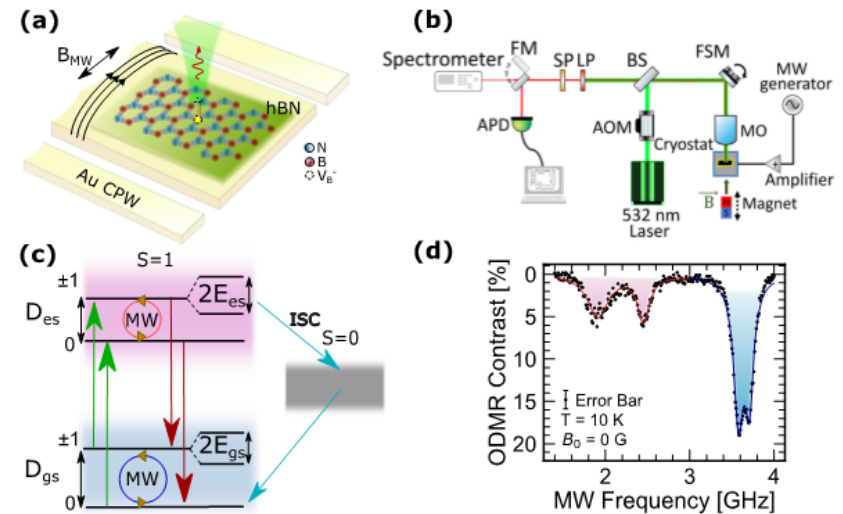 (a)
B_MW
hBN
N
B
V_B^-
Au CPW
(b)
Spectrometer
FM
SP LP
BS
FSM
MW
generator
APD
AOM
Cryostat
MO
Amplifier
532 nm
Laser
B
N
S
Magnet
(c)
S=1
±1
D_es
MW
2E_es
0
ISC
S=0
±1
D_gs
MW
2E_gs
0
(d)
ODMR Contrast [%]
0
5
10
15
20
Error Bar
T = 10 K
B_0 = 0 G
2 3 4
MW Frequency [GHz]